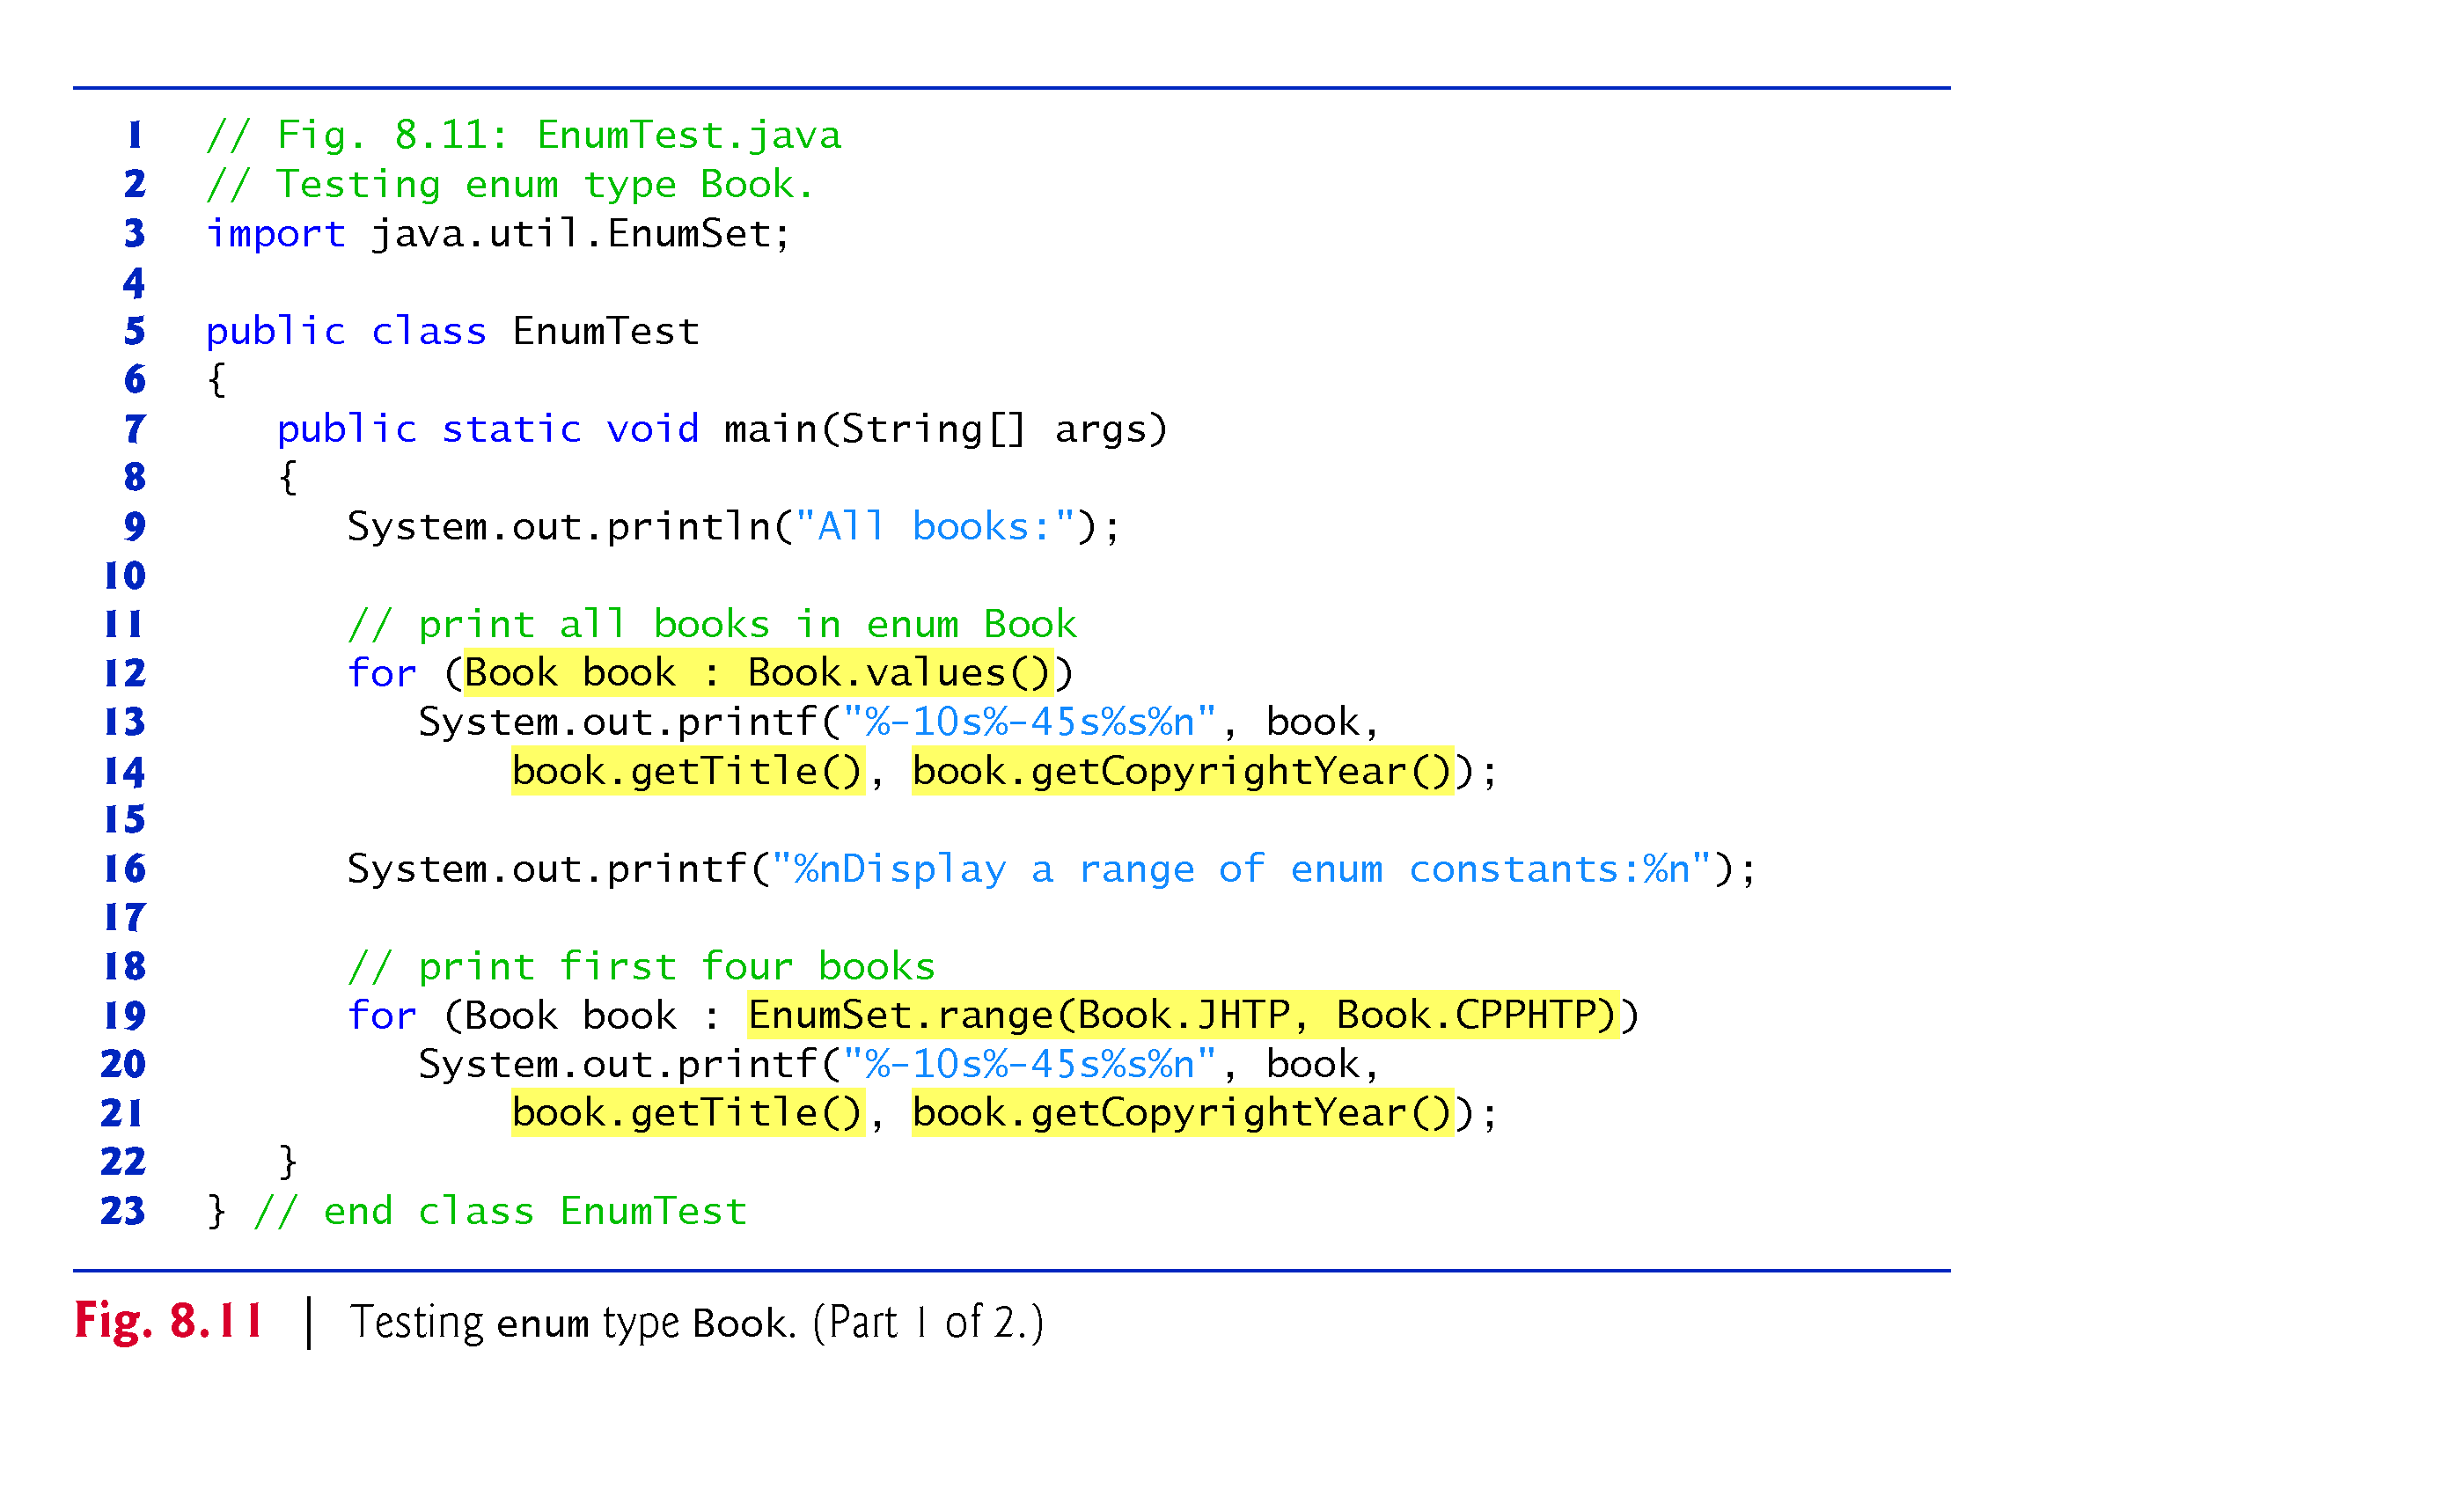 1 // Fig. 8.11: EnumTest.java
2 // Testing enum type Book.
3 import java.util.EnumSet;
4
5 public class EnumTest
6 {
7    public static void main(String[] args)
8    {
9       System.out.println("All books:");
10
11       // print all books in enum Book
12       for (Book book : Book.values())
13          System.out.printf("%-10s%-45s%s%n", book,
14             book.getTitle(), book.getCopyrightYear());
15
16       System.out.printf("%nDisplay a range of enum constants:%n");
17
18       // print first four books
19       for (Book book : EnumSet.range(Book.JHTP, Book.CPPHTP))
20          System.out.printf("%-10s%-45s%s%n", book,
21             book.getTitle(), book.getCopyrightYear());
22    }
23 } // end class EnumTest
Fig. 8.11 | Testing enum type Book. (Part 1 of 2.)